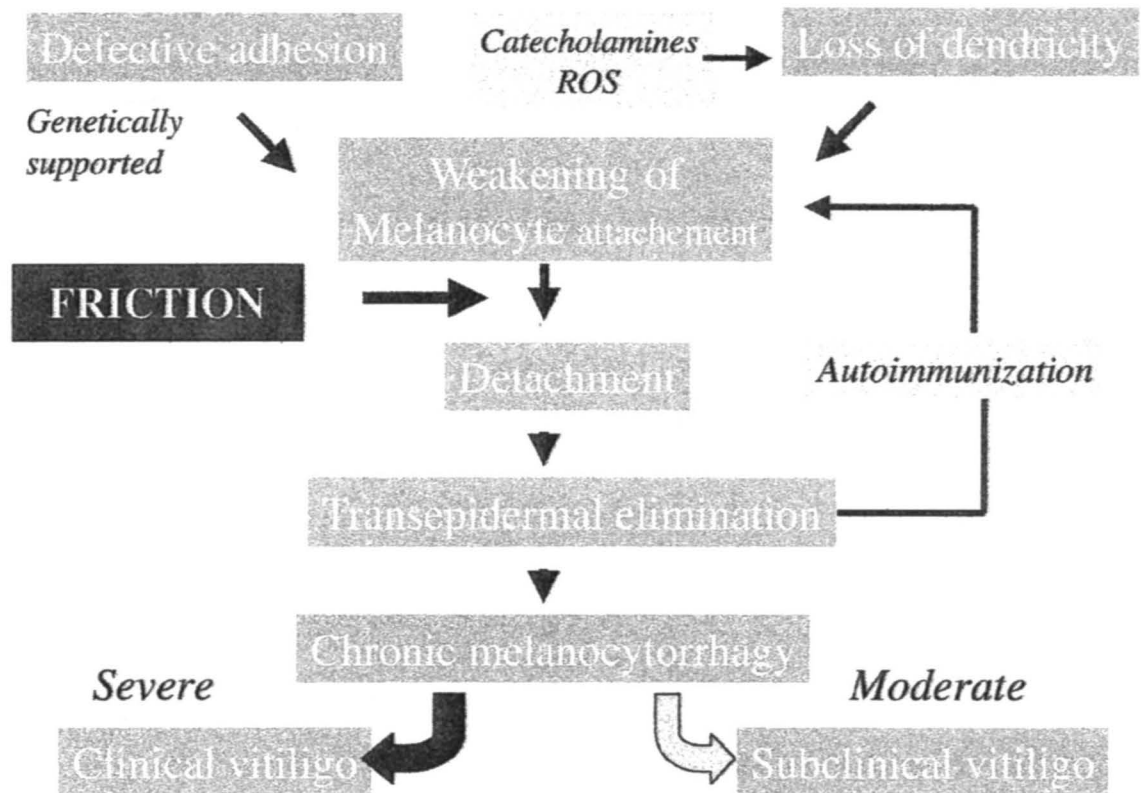 Defective adhesion
Catecholamines
ROS
Loss of dendricity
Genetically
supported
Weakening of
Melanocyte attachement
FRICTION
Detachment
Autoimmunization
Transepidermal elimination
Chronic melanocytorrhagy
Severe
Moderate
Clinical vitiligo
Subclinical vitiligo